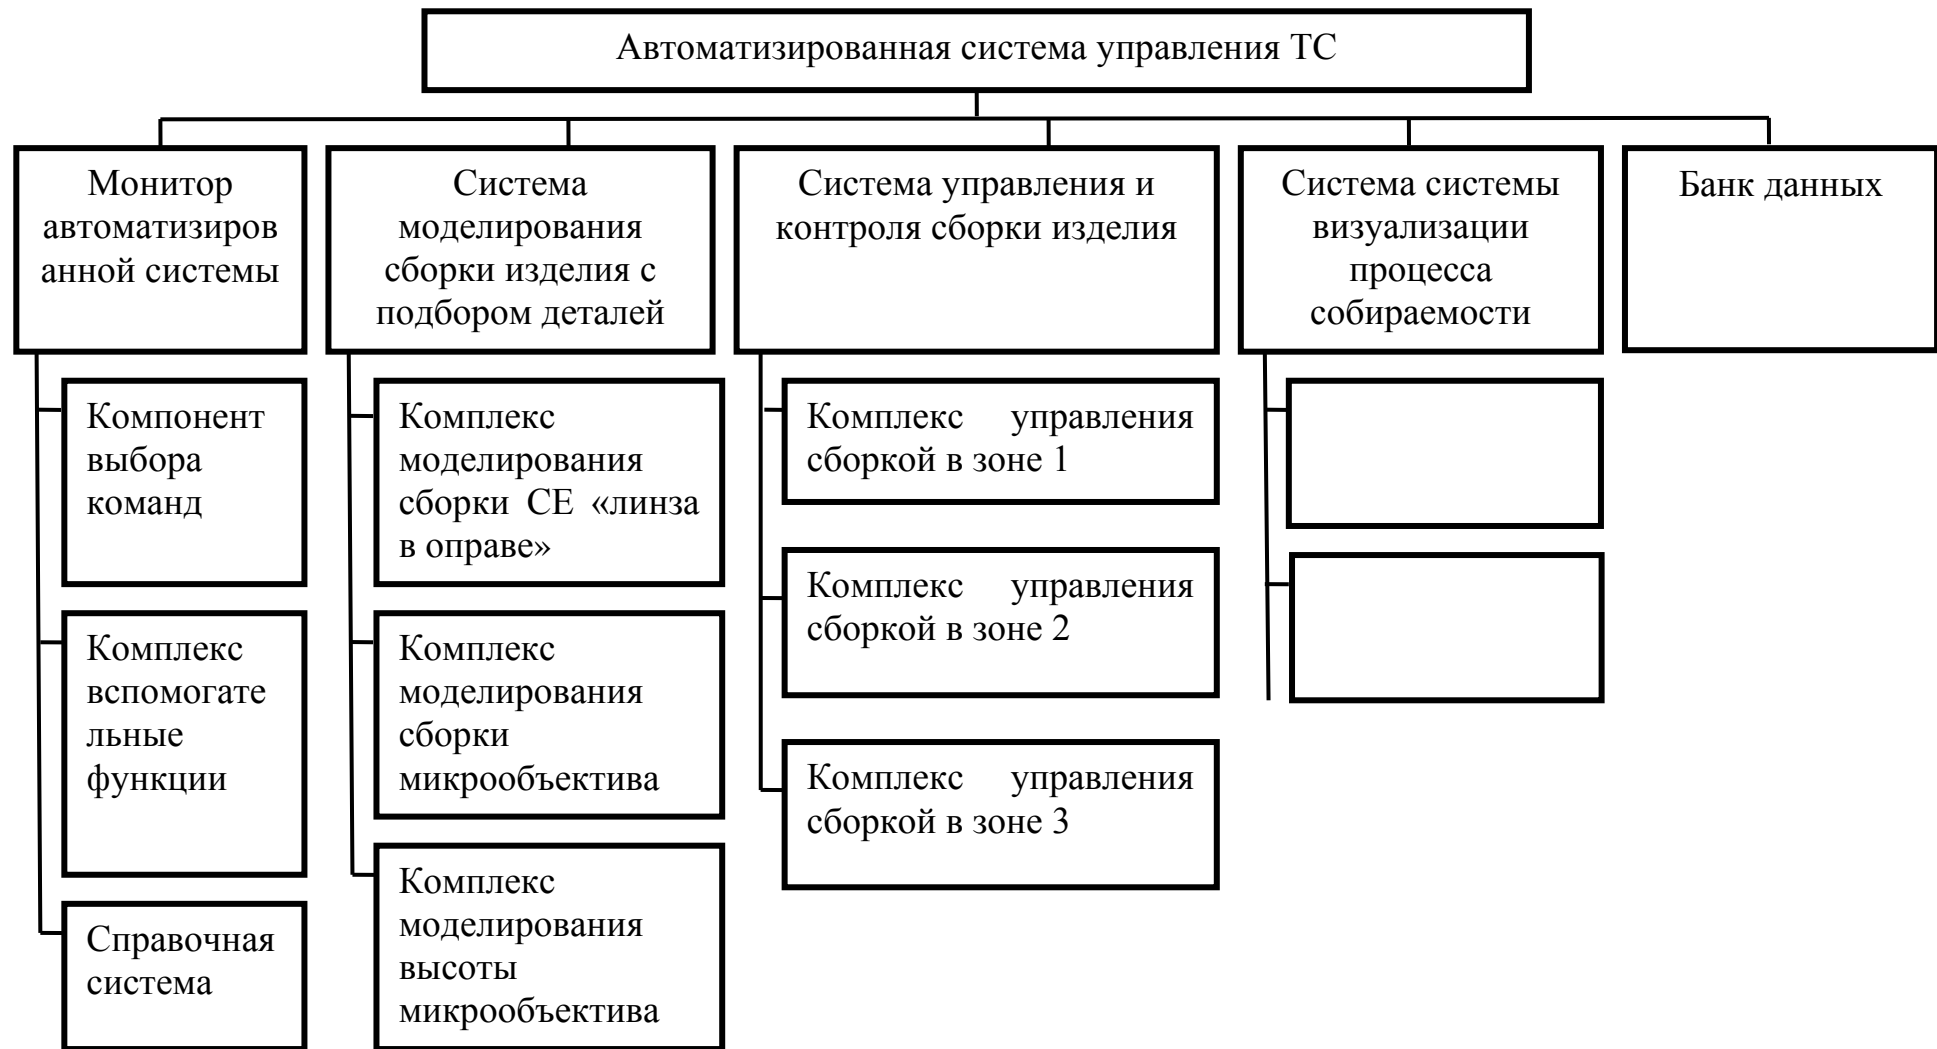 Автоматизированная система управления ТС
Монитор
автоматизиров
анной системы
Система
моделирования
сборки изделия с
подбором деталей
Система управления и
контроля сборки изделия
Система системы
визуализации
процесса
собираемости
Банк данных
Компонент
выбора
команд
Комплекс
вспомогате
льные
функции
Справочная
система
Комплекс
моделирования
сборки СЕ «линза
в оправе»
Комплекс
моделирования
сборки
микрообъектива
Комплекс
моделирования
высоты
микрообъектива
Комплекс управления
сборкой в зоне 1
Комплекс управления
сборкой в зоне 2
Комплекс управления
сборкой в зоне 3